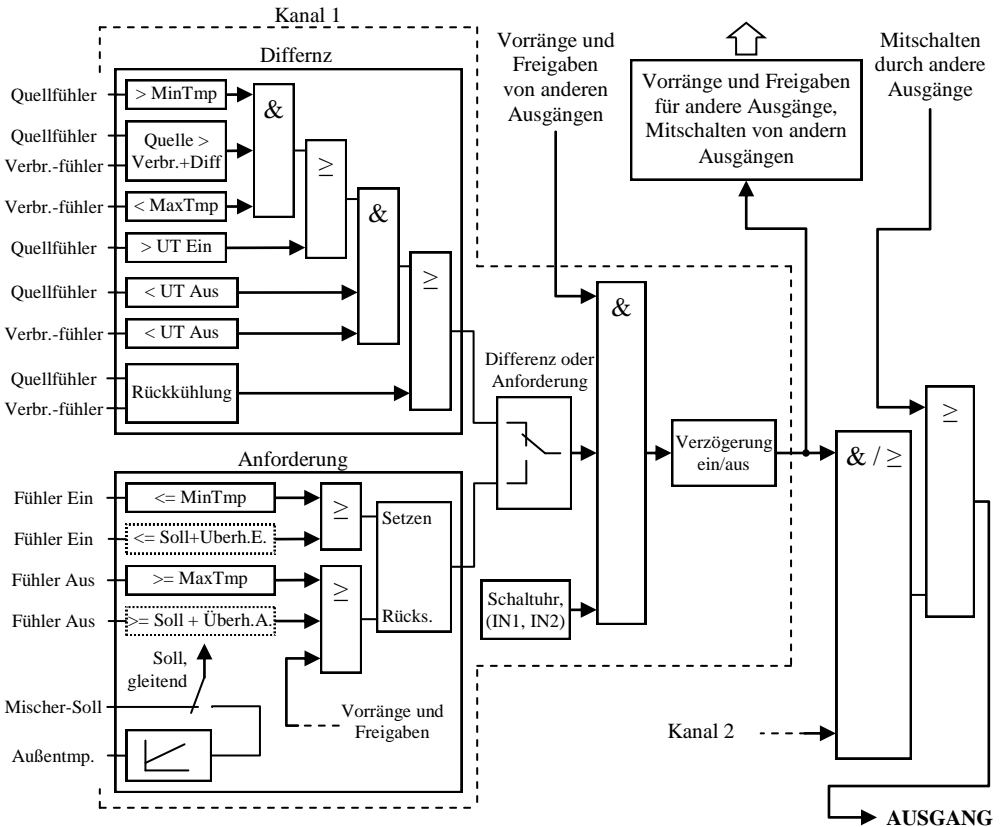 Kanal 1
Differnz
Quellfühler
> MinTmp
&
Quellfühler
Verbr.-fühler
Quelle >
Verbr.+Diff
≥
Verbr.-fühler
< MaxTmp
&
Quellfühler
> UT Ein
≥
Quellfühler
< UT Aus
Verbr.-fühler
< UT Aus
Quellfühler
Verbr.-fühler
Rückkühlung
Anforderung
Fühler Ein
<= MinTmp
≥
Setzen
Fühler Ein
<= Soll+Uberh.E.
Fühler Aus
>= MaxTmp
≥
Fühler Aus
>= Soll + Überh.A.
Rücks.
Soll,
gleitend
Mischer-Soll
Vorränge und
Freigaben
Außentmp.
Vorränge und
Freigaben
von anderen
Ausgängen
Vorränge und Freigaben
für andere Ausgänge,
Mitschalten von andern
Ausgängen
Mitschalten
durch andere
Ausgänge
&
Differenz oder
Anforderung
Verzögerung
ein/aus
Schaltuhr,
(IN1, IN2)
& / ≥
≥
Kanal 2
AUSGANG